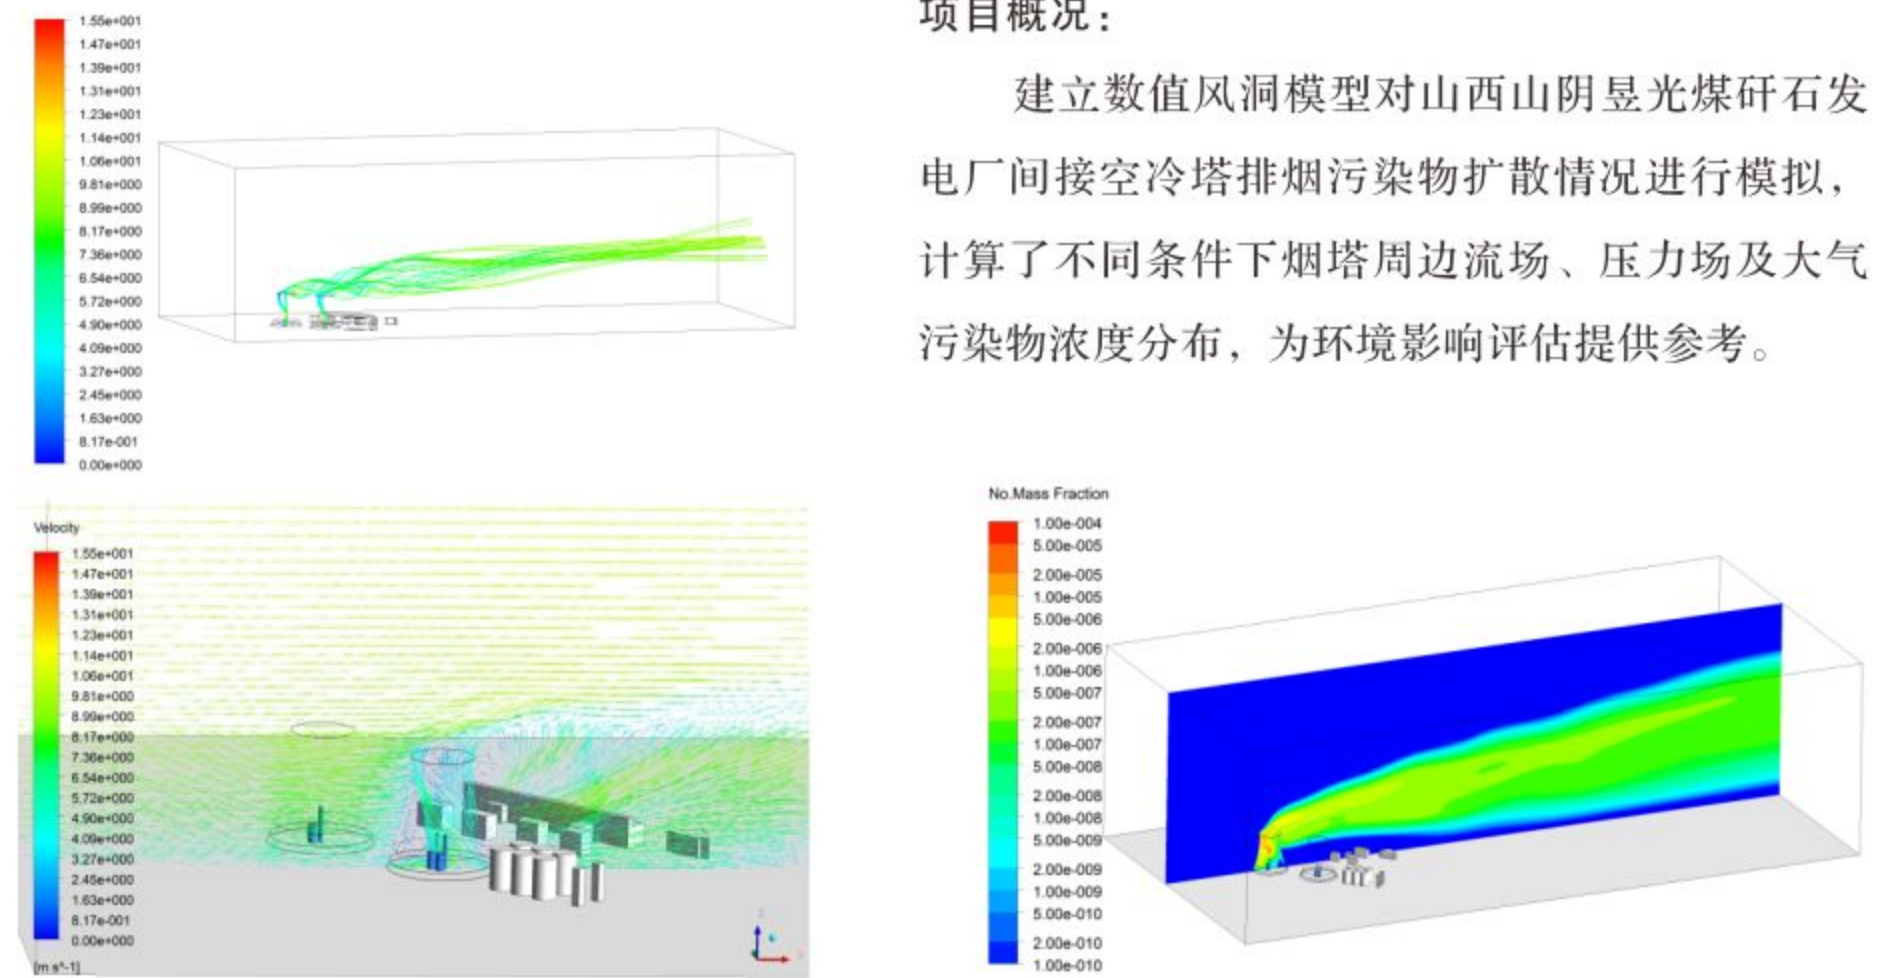 1.55e+001
1.47e+001
1.39e+001
1.31e+001
1.23e+001
1.14e+001
1.06e+001
9.81e+000
8.99e+000
8.17e+000
7.36e+000
6.54e+000
5.72e+000
4.90e+000
4.09e+000
3.27e+000
2.45e+000
1.63e+000
8.17e-001
0.00e+000
项目概况：
建立数值风洞模型对山西山阴昱光煤矸石发
电厂间接空冷塔排烟污染物扩散情况进行模拟，
计算了不同条件下烟塔周边流场、压力场及大气
污染物浓度分布，为环境影响评估提供参考。
Velocity
1.55e+001
1.47e+001
1.39e+001
1.31e+001
1.23e+001
1.14e+001
1.06e+001
9.81e+000
8.99e+000
8.17e+000
7.36e+000
6.54e+000
5.72e+000
4.90e+000
4.09e+000
3.27e+000
2.45e+000
1.63e+000
8.17e-001
0.00e+000
[m s^-1]
No.Mass Fraction
1.00e-004
5.00e-005
2.00e-005
1.00e-005
5.00e-006
2.00e-006
1.00e-006
5.00e-007
2.00e-007
1.00e-007
5.00e-008
2.00e-008
1.00e-008
5.00e-009
2.00e-009
1.00e-009
5.00e-010
2.00e-010
1.00e-010